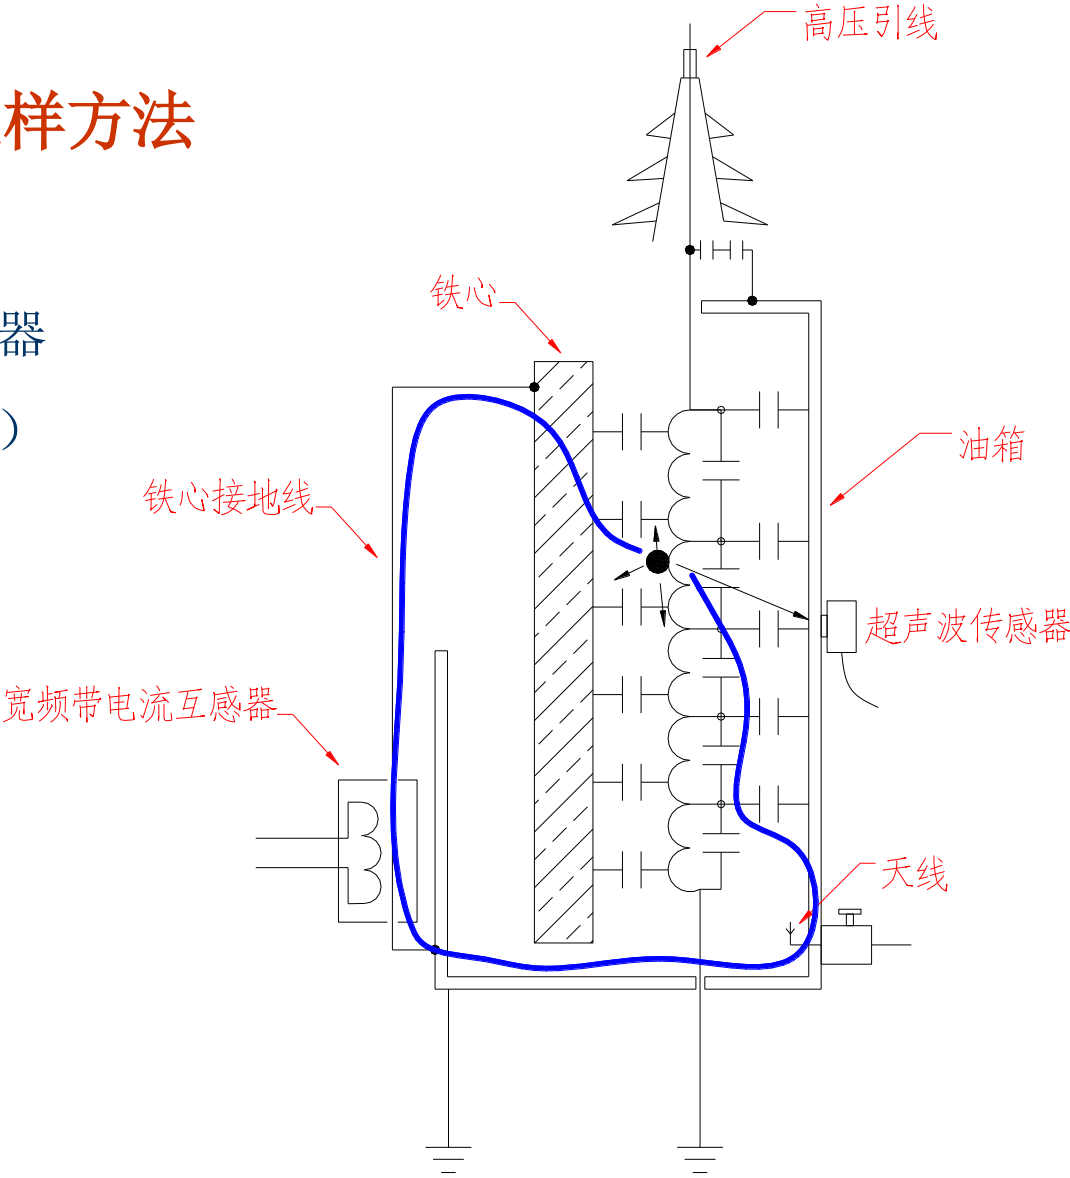 高压引线
样方法
铁心
器
）
油箱
铁心接地线
超声波传感器
宽频带电流互感器
天线